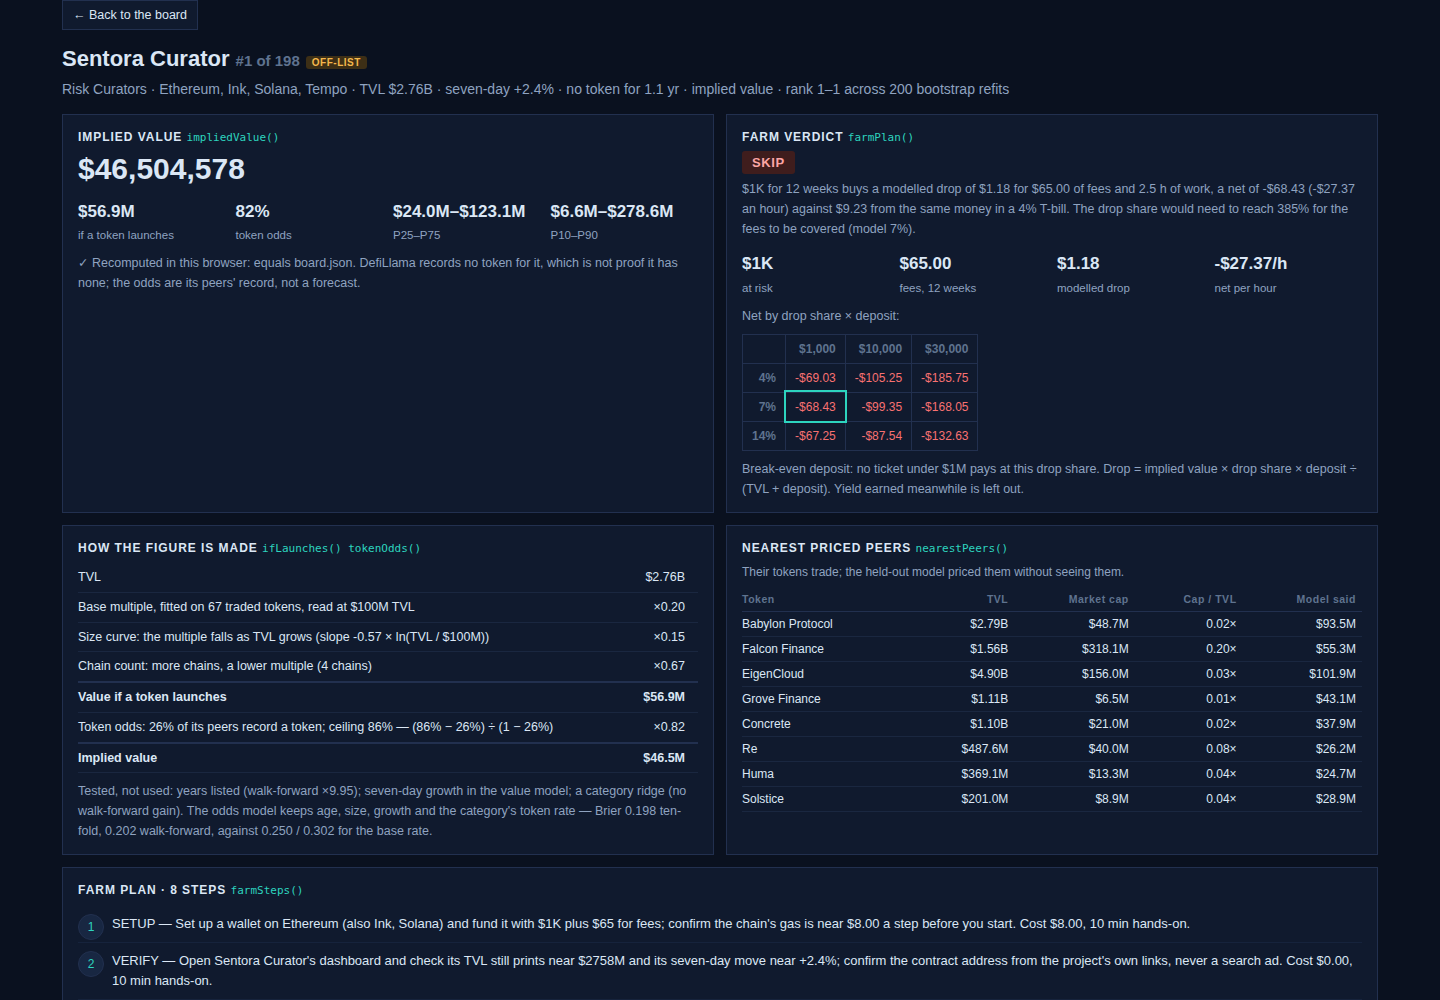 ← Back to the board
Sentora Curator #1 of 198 OFF-LIST
Risk Curators · Ethereum, Ink, Solana, Tempo · TVL $2.76B · seven-day +2.4% · no token for 1.1 yr · implied value · rank 1–1 across 200 bootstrap refits
IMPLIED VALUE impliedValue()
$46,504,578
$56.9M 82% $24.0M–$123.1M $6.6M–$278.6M
if a token launches token odds P25–P75 P10–P90
✓ Recomputed in this browser: equals board.json. DefiLlama records no token for it, which is not proof it has
none; the odds are its peers' record, not a forecast.
FARM VERDICT farmPlan()
SKIP
$1K for 12 weeks buys a modelled drop of $1.18 for $65.00 of fees and 2.5 h of work, a net of -$68.43 (-$27.37
an hour) against $9.23 from the same money in a 4% T-bill. The drop share would need to reach 385% for the
fees to be covered (model 7%).
$1K $65.00 $1.18 -$27.37/h
at risk fees, 12 weeks modelled drop net per hour
Net by drop share × deposit:
$1,000 $10,000 $30,000
4% -$69.03 -$105.25 -$185.75
7% -$68.43 -$99.35 -$168.05
14% -$67.25 -$87.54 -$132.63
Break-even deposit: no ticket under $1M pays at this drop share. Drop = implied value × drop share × deposit ÷
(TVL + deposit). Yield earned meanwhile is left out.
HOW THE FIGURE IS MADE ifLaunches() tokenOdds()
TVL $2.76B
Base multiple, fitted on 67 traded tokens, read at $100M TVL ×0.20
Size curve: the multiple falls as TVL grows (slope -0.57 × ln(TVL / $100M)) ×0.15
Chain count: more chains, a lower multiple (4 chains) ×0.67
Value if a token launches $56.9M
Token odds: 26% of its peers record a token; ceiling 86% — (86% − 26%) ÷ (1 − 26%) ×0.82
Implied value $46.5M
Tested, not used: years listed (walk-forward ×9.95); seven-day growth in the value model; a category ridge (no
walk-forward gain). The odds model keeps age, size, growth and the category's token rate — Brier 0.198 ten-
fold, 0.202 walk-forward, against 0.250 / 0.302 for the base rate.
NEAREST PRICED PEERS nearestPeers()
Their tokens trade; the held-out model priced them without seeing them.
Token TVL Market cap Cap / TVL Model said
Babylon Protocol $2.79B $48.7M 0.02× $93.5M
Falcon Finance $1.56B $318.1M 0.20× $55.3M
EigenCloud $4.90B $156.0M 0.03× $101.9M
Grove Finance $1.11B $6.5M 0.01× $43.1M
Concrete $1.10B $21.0M 0.02× $37.9M
Re $487.6M $40.0M 0.08× $26.2M
Huma $369.1M $13.3M 0.04× $24.7M
Solstice $201.0M $8.9M 0.04× $28.9M
FARM PLAN · 8 STEPS farmSteps()
1 SETUP — Set up a wallet on Ethereum (also Ink, Solana) and fund it with $1K plus $65 for fees; confirm the chain's gas is near $8.00 a step before you start. Cost $8.00, 10 min hands-on.
2 VERIFY — Open Sentora Curator's dashboard and check its TVL still prints near $2758M and its seven-day move near +2.4%; confirm the contract address from the project's own links, never a search ad. Cost $0.00,
10 min hands-on.